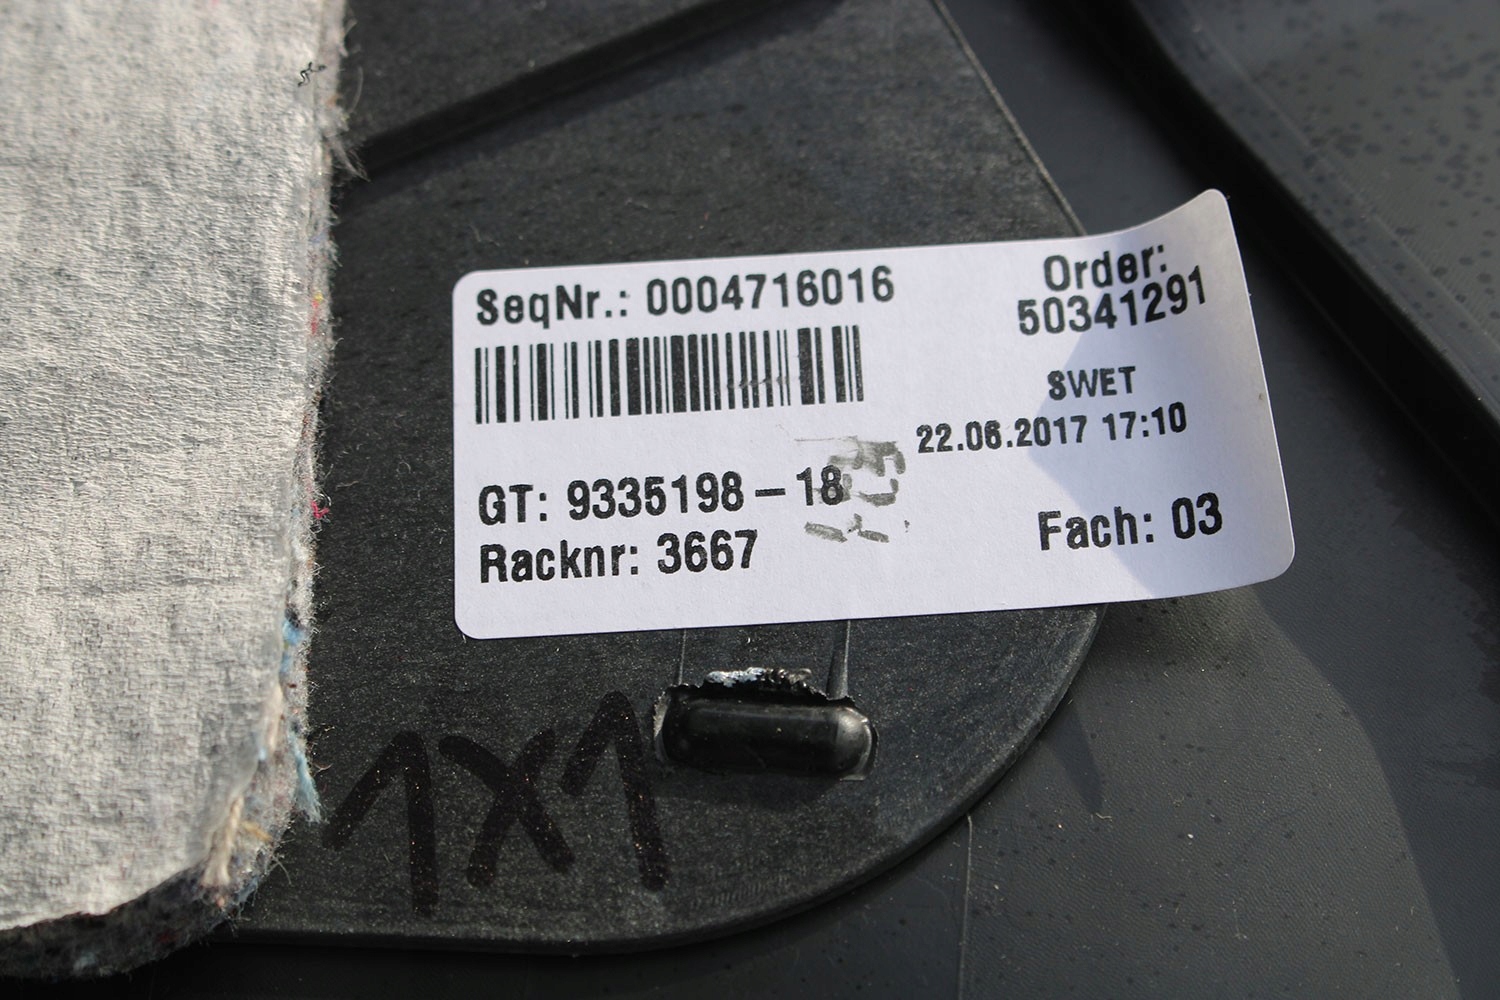 SeqNr.: 0004716016
Order:
50341291
SWET
22.06.2017 17:10
GT: 9335198-18
Racknr: 3667
Fach: 03
1X1